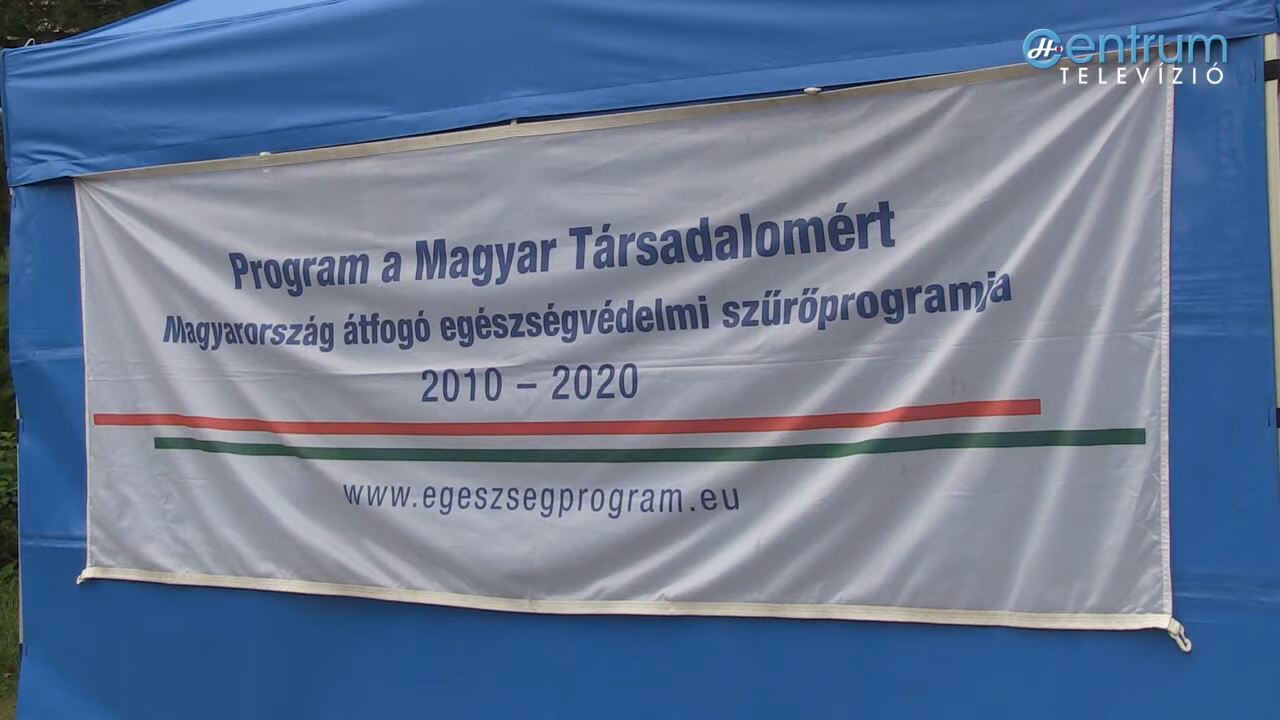 Centrum
TELEVÍZIÓ
Program a Magyar Társadalomért
Magyarország átfogó egészségvédelmi szűrőprogramja
2010 – 2020
www.egeszsegprogram.eu